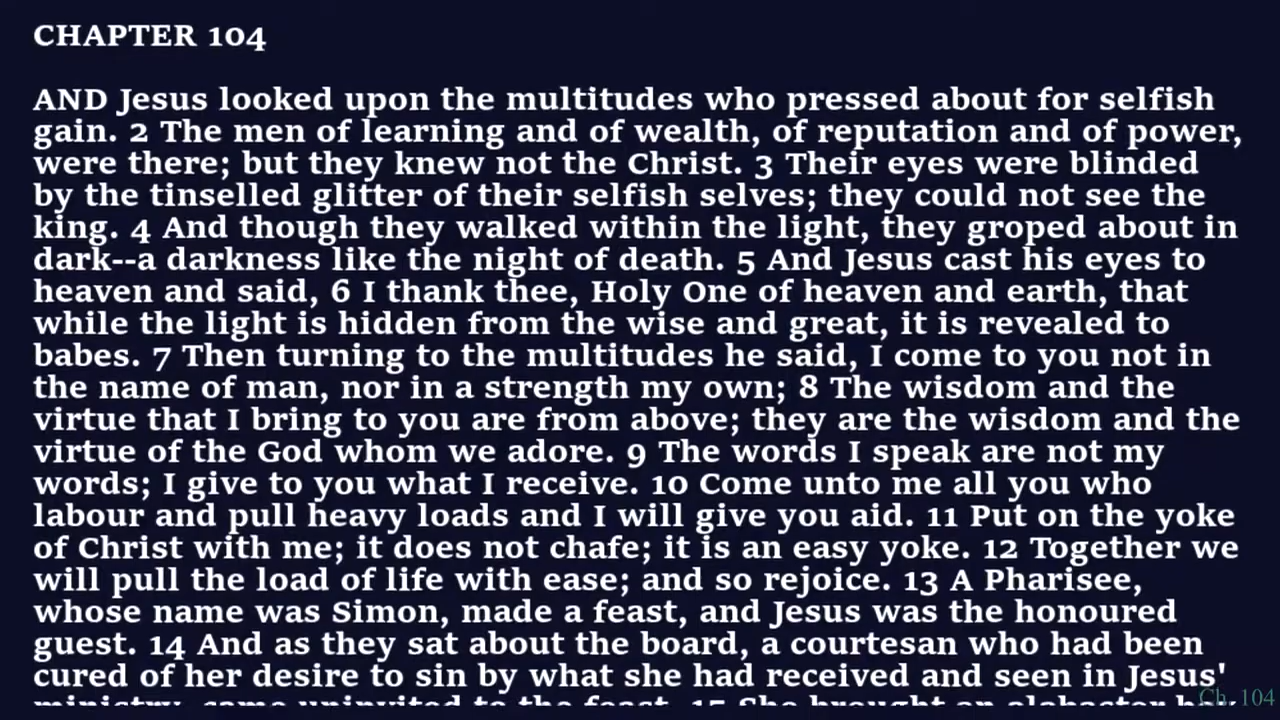 CHAPTER 104
AND Jesus looked upon the multitudes who pressed about for selfish
gain. 2 The men of learning and of wealth, of reputation and of power,
were there; but they knew not the Christ. 3 Their eyes were blinded
by the tinselled glitter of their selfish selves; they could not see the
king. 4 And though they walked within the light, they groped about in
dark--a darkness like the night of death. 5 And Jesus cast his eyes to
heaven and said, 6 I thank thee, Holy One of heaven and earth, that
while the light is hidden from the wise and great, it is revealed to
babes. 7 Then turning to the multitudes he said, I come to you not in
the name of man, nor in a strength my own; 8 The wisdom and the
virtue that I bring to you are from above; they are the wisdom and the
virtue of the God whom we adore. 9 The words I speak are not my
words; I give to you what I receive. 10 Come unto me all you who
labour and pull heavy loads and I will give you aid. 11 Put on the yoke
of Christ with me; it does not chafe; it is an easy yoke. 12 Together we
will pull the load of life with ease; and so rejoice. 13 A Pharisee,
whose name was Simon, made a feast, and Jesus was the honoured
guest. 14 And as they sat about the board, a courtesan who had been
cured of her desire to sin by what she had received and seen in Jesus'
ministry, came uninvited to the feast. 15 She brought an alabaster
Ch. 104